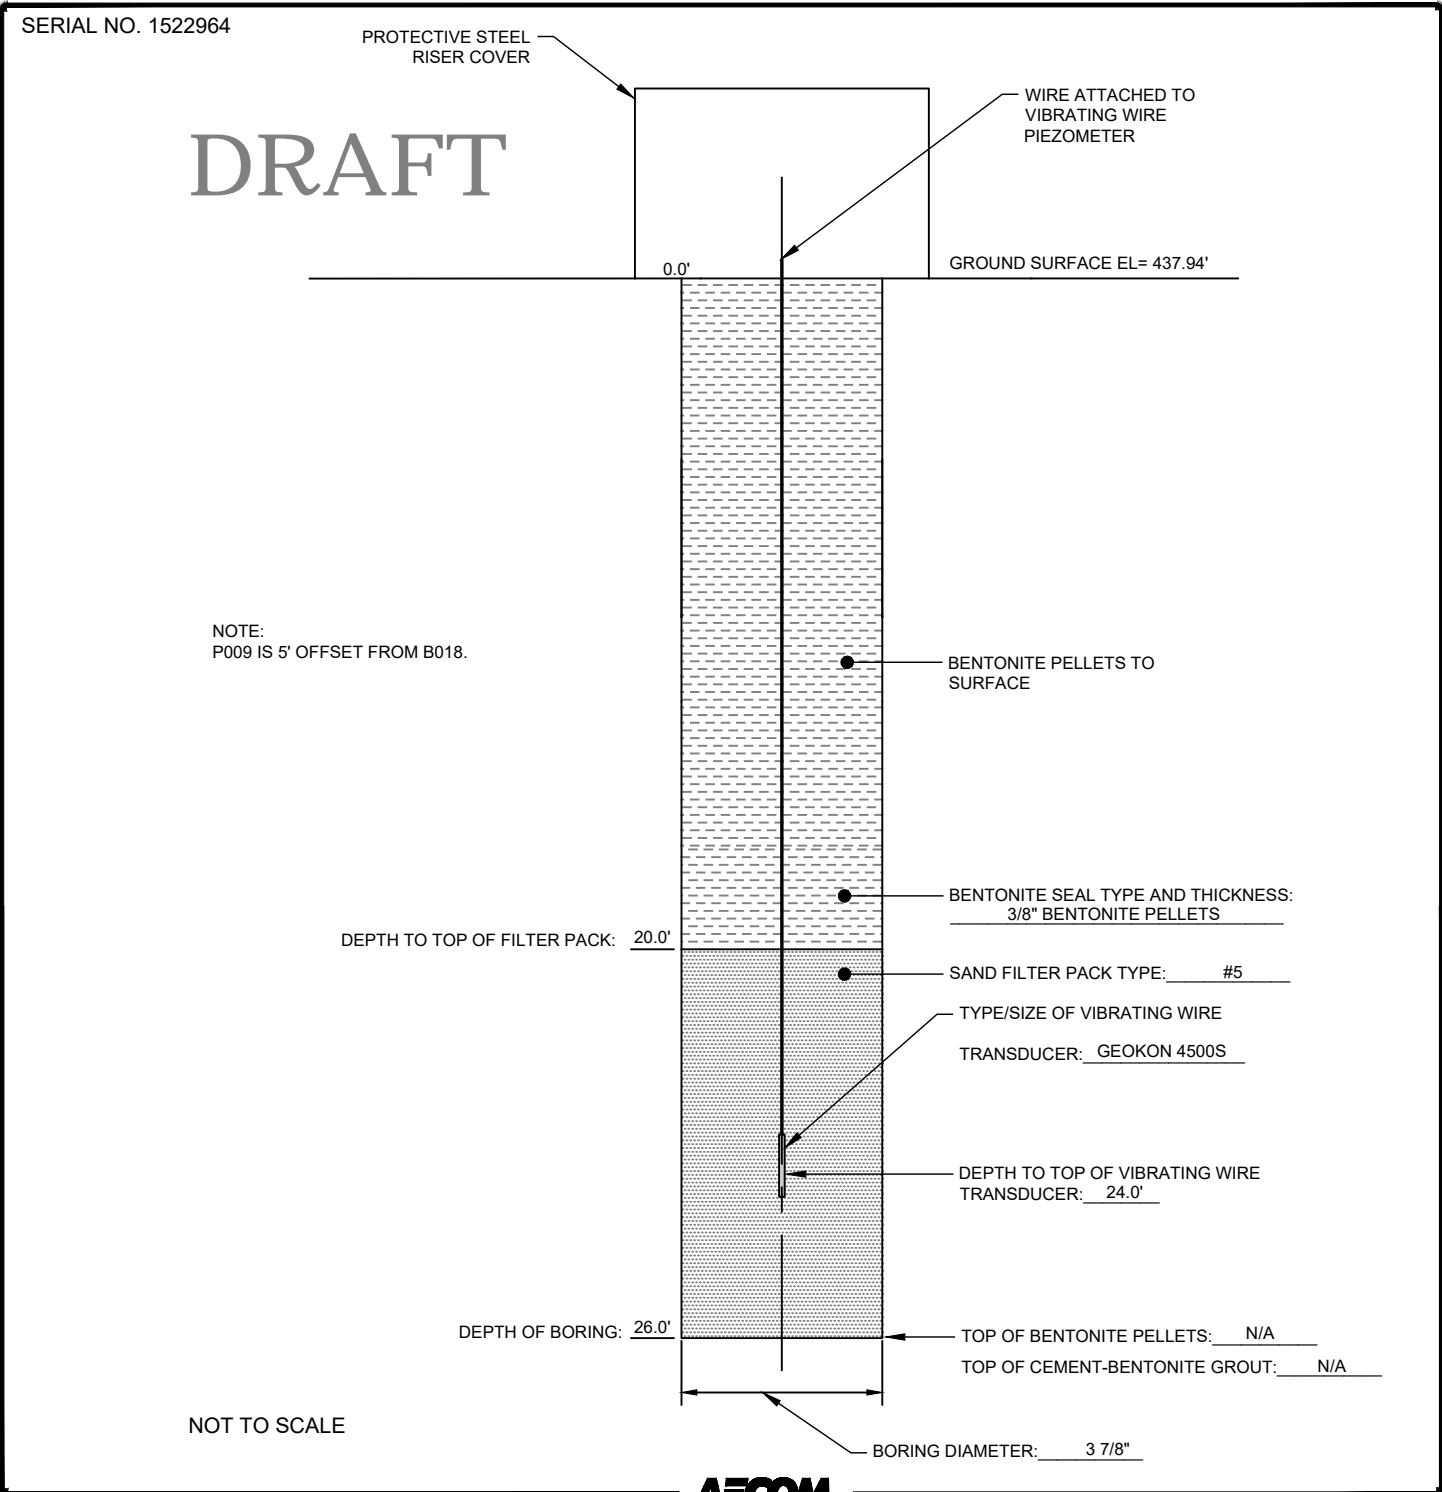 SERIAL NO. 1522964
PROTECTIVE STEEL
RISER COVER
WIRE ATTACHED TO
VIBRATING WIRE
PIEZOMETER
DRAFT
0.0'
GROUND SURFACE EL= 437.94'
NOTE:
P009 IS 5' OFFSET FROM B018.
BENTONITE PELLETS TO
SURFACE
BENTONITE SEAL TYPE AND THICKNESS:
3/8" BENTONITE PELLETS
DEPTH TO TOP OF FILTER PACK: 20.0'
SAND FILTER PACK TYPE: #5
TYPE/SIZE OF VIBRATING WIRE
TRANSDUCER: GEOKON 4500S
DEPTH TO TOP OF VIBRATING WIRE
TRANSDUCER: 24.0'
DEPTH OF BORING: 26.0'
TOP OF BENTONITE PELLETS: N/A
TOP OF CEMENT-BENTONITE GROUT: N/A
NOT TO SCALE
BORING DIAMETER: 3 7/8"
AECOM